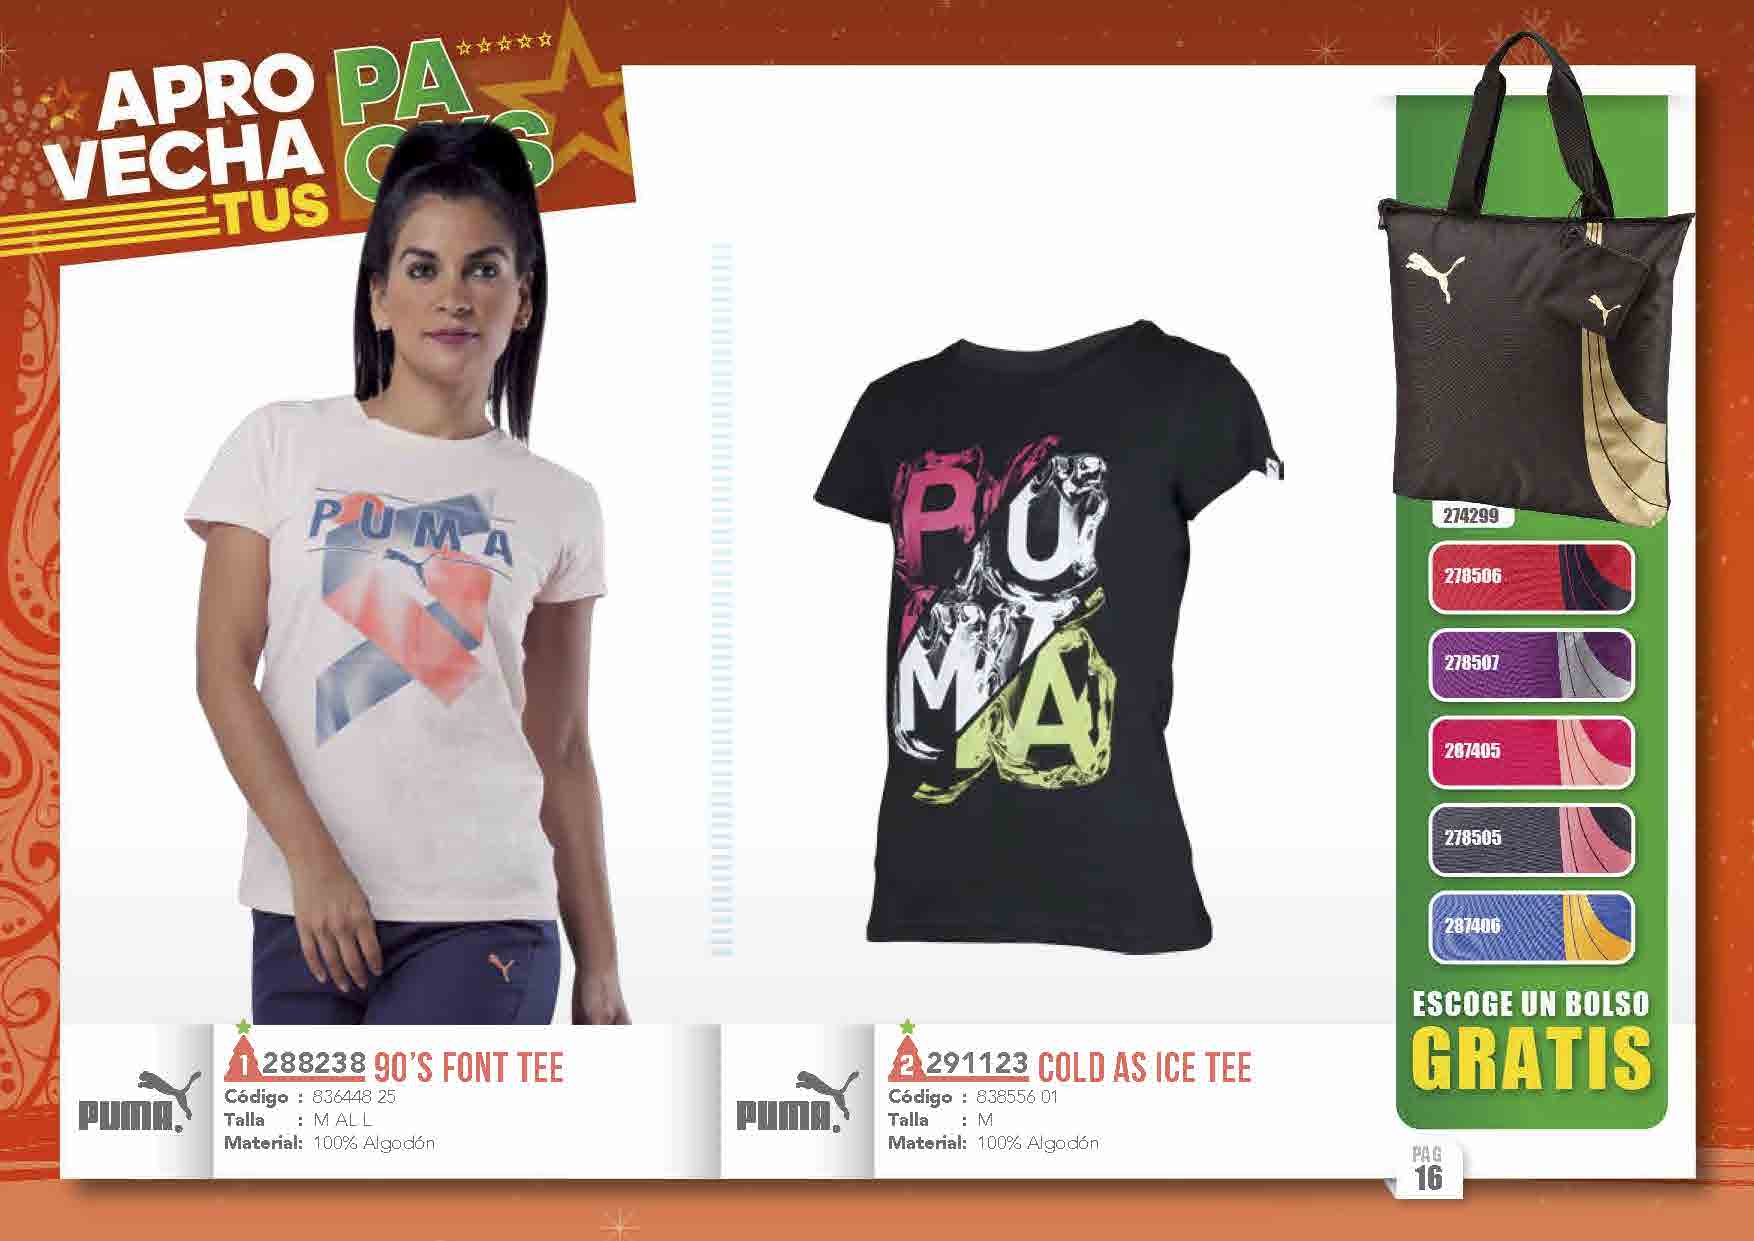 APRO
VECHA
TUS
PA
PUMA
PUMA
274299
278506
278507
287405
278505
287406
ESCOGE UN BOLSO
GRATIS
PUMA.
1 288238 90'S FONT TEE
Código : 836448 25
Talla : M AL L
Material: 100% Algodón
PUMA.
2 291123 COLD AS ICE TEE
Código : 838556 01
Talla : M
Material: 100% Algodón
PAG
16